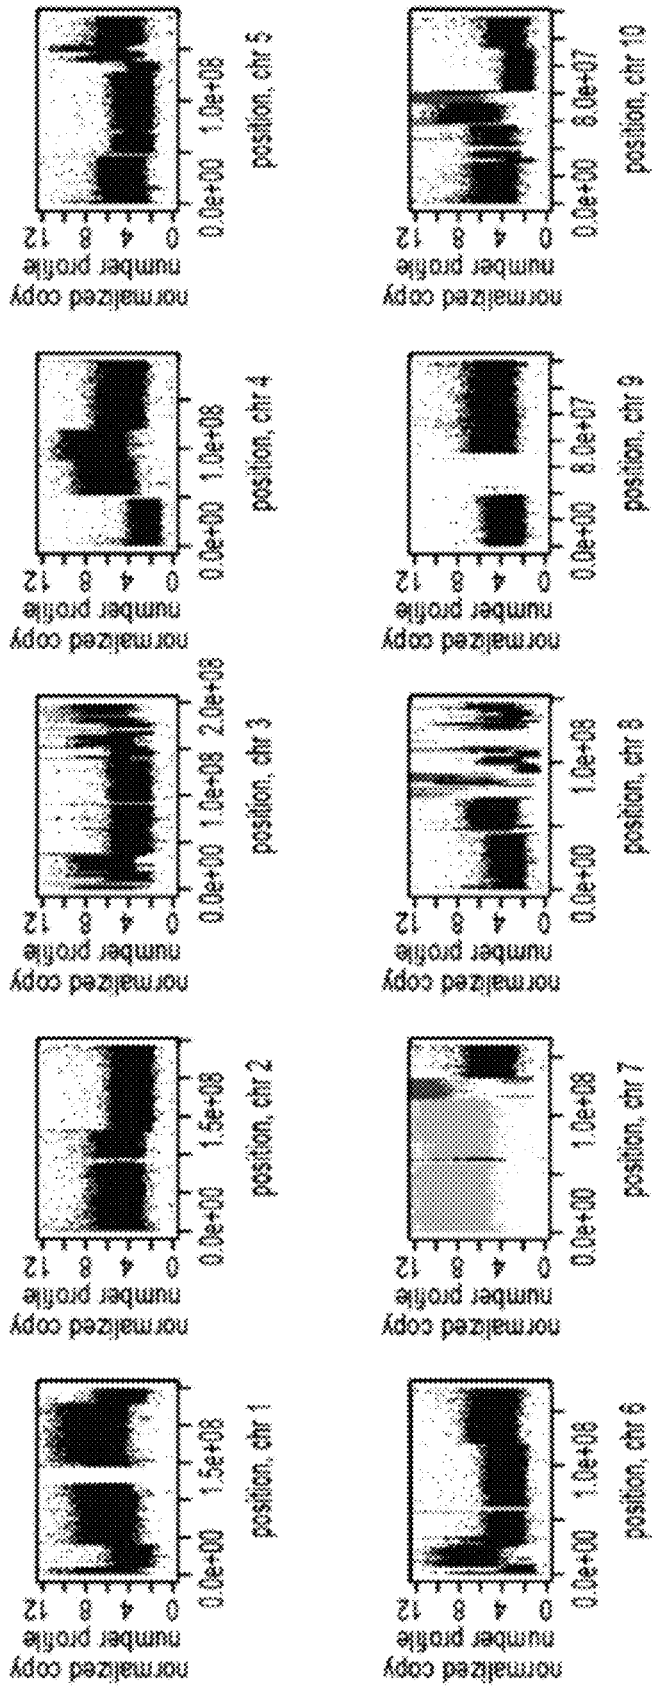 normalized copy
number profile
0 4 8 12
0.0e+00 1.5e+08
position, chr 1
normalized copy
number profile
0 4 8 12
0.0e+00 1.5e+08
position, chr 2
normalized copy
number profile
0 4 8 12
0.0e+00 1.0e+08 2.0e+08
position, chr 3
normalized copy
number profile
0 4 8 12
0.0e+00 1.0e+08
position, chr 4
normalized copy
number profile
0 4 8 12
0.0e+00 1.0e+08
position, chr 5
normalized copy
number profile
0 4 8 12
0.0e+00 1.0e+08
position, chr 6
normalized copy
number profile
0 4 8 12
0.0e+00 1.0e+08
position, chr 7
normalized copy
number profile
0 4 8 12
0.0e+00 1.0e+08
position, chr 8
normalized copy
number profile
0 4 8 12
0.0e+00 8.0e+07
position, chr 9
normalized copy
number profile
0 4 8 12
0.0e+00 8.0e+07
position, chr 10